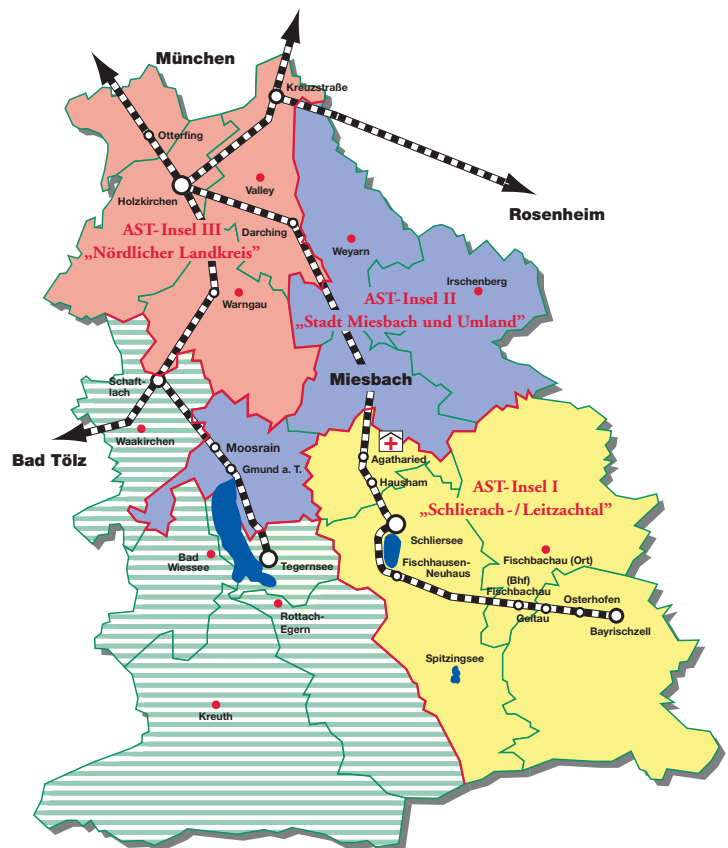 München
Kreuzstraße
Otterfing
Holzkirchen
Valley
Rosenheim
AST-Insel III
„Nördlicher Landkreis”
Darching
Weyarn
Irschenberg
AST-Insel II
„Stadt Miesbach und Umland”
Warngau
Miesbach
Schaft-
lach
Waakirchen
Bad Tölz
Moosrain
Gmund a. T.
Agatharied
Hausham
AST-Insel I
„Schlierach-/Leitzachtal”
Schliersee
Fischhausen-
Neuhaus
Fischbachau (Ort)
(Bhf)
Fischbachau
Geitau
Osterhofen
Bayrischzell
Bad
Wiessee
Tegernsee
Rottach-
Egern
Spitzingsee
Kreuth